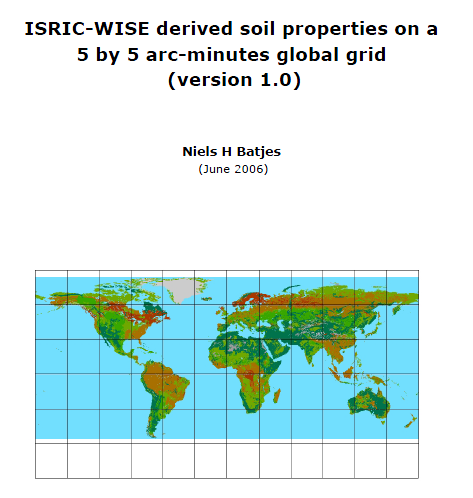 ISRIC-WISE derived soil properties on a
5 by 5 arc-minutes global grid
(version 1.0)
Niels H Batjes
(June 2006)